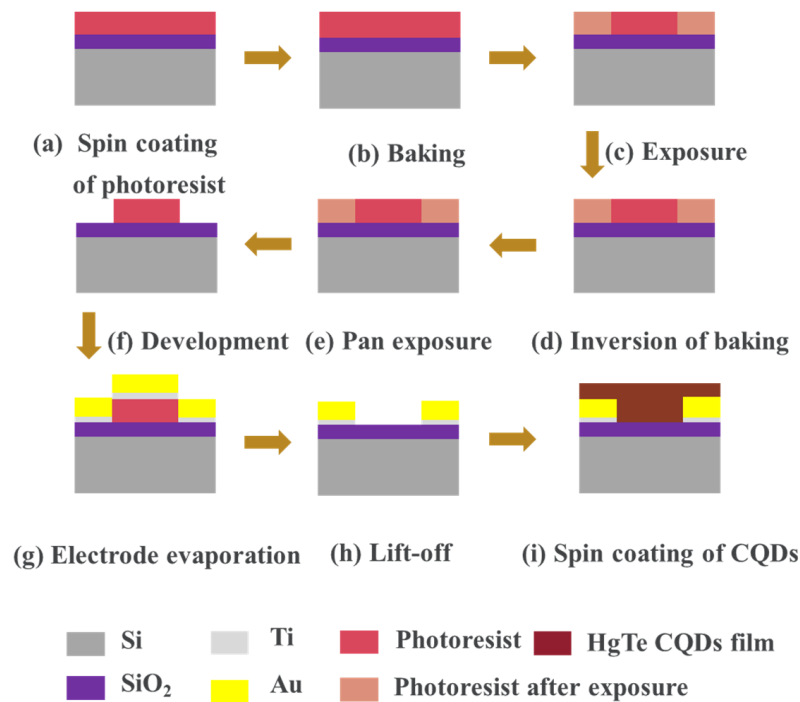 (a) Spin coating
of photoresist
(b) Baking
(c) Exposure
(f) Development
(e) Pan exposure
(d) Inversion of baking
(g) Electrode evaporation
(h) Lift-off
(i) Spin coating of CQDs
Si
Ti
Photoresist
HgTe CQDs film
SiO₂
Au
Photoresist after exposure